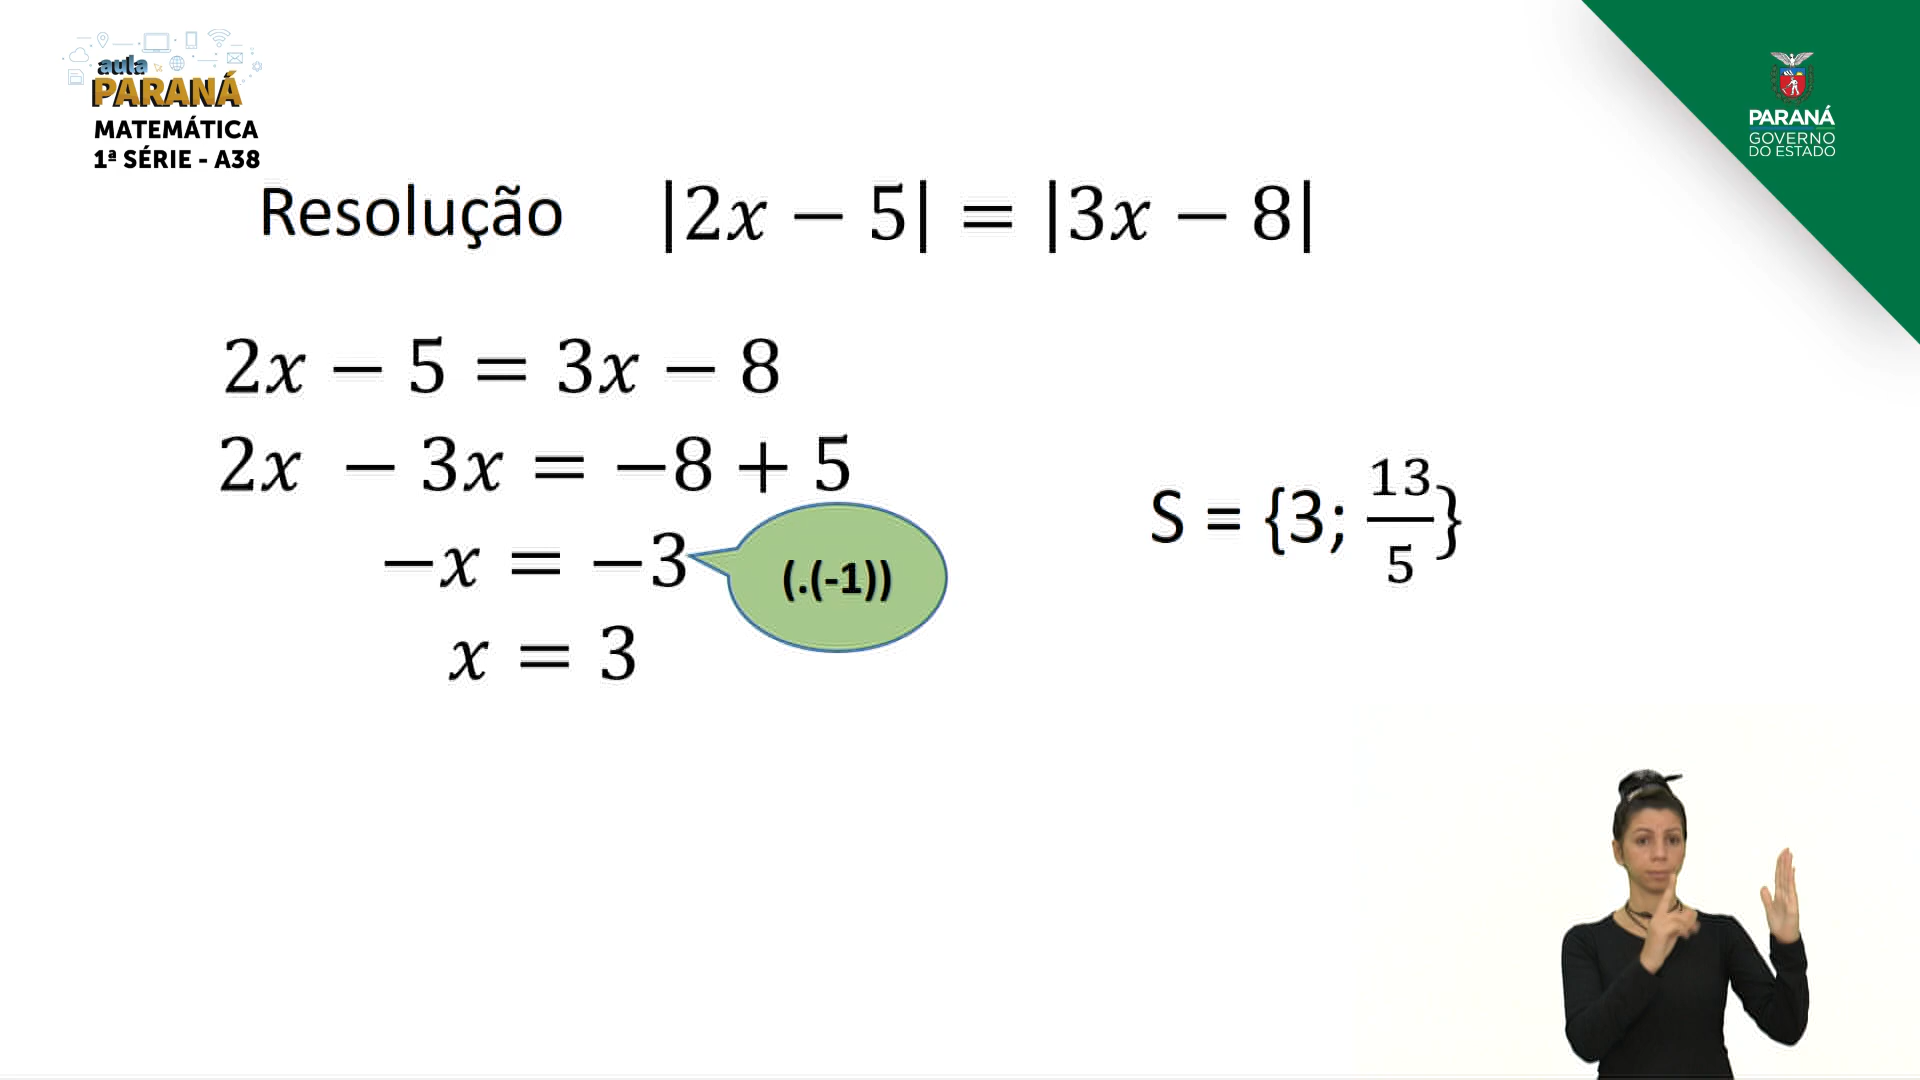 aula
PARANÁ
MATEMÁTICA
1ª SÉRIE - A38
PARANÁ
GOVERNO
DO ESTADO
Resolução |2x − 5| = |3x − 8|
2x − 5 = 3x − 8
2x − 3x = −8 + 5
−x = −3
(.(-1))
x = 3
S = {3; 13/5}